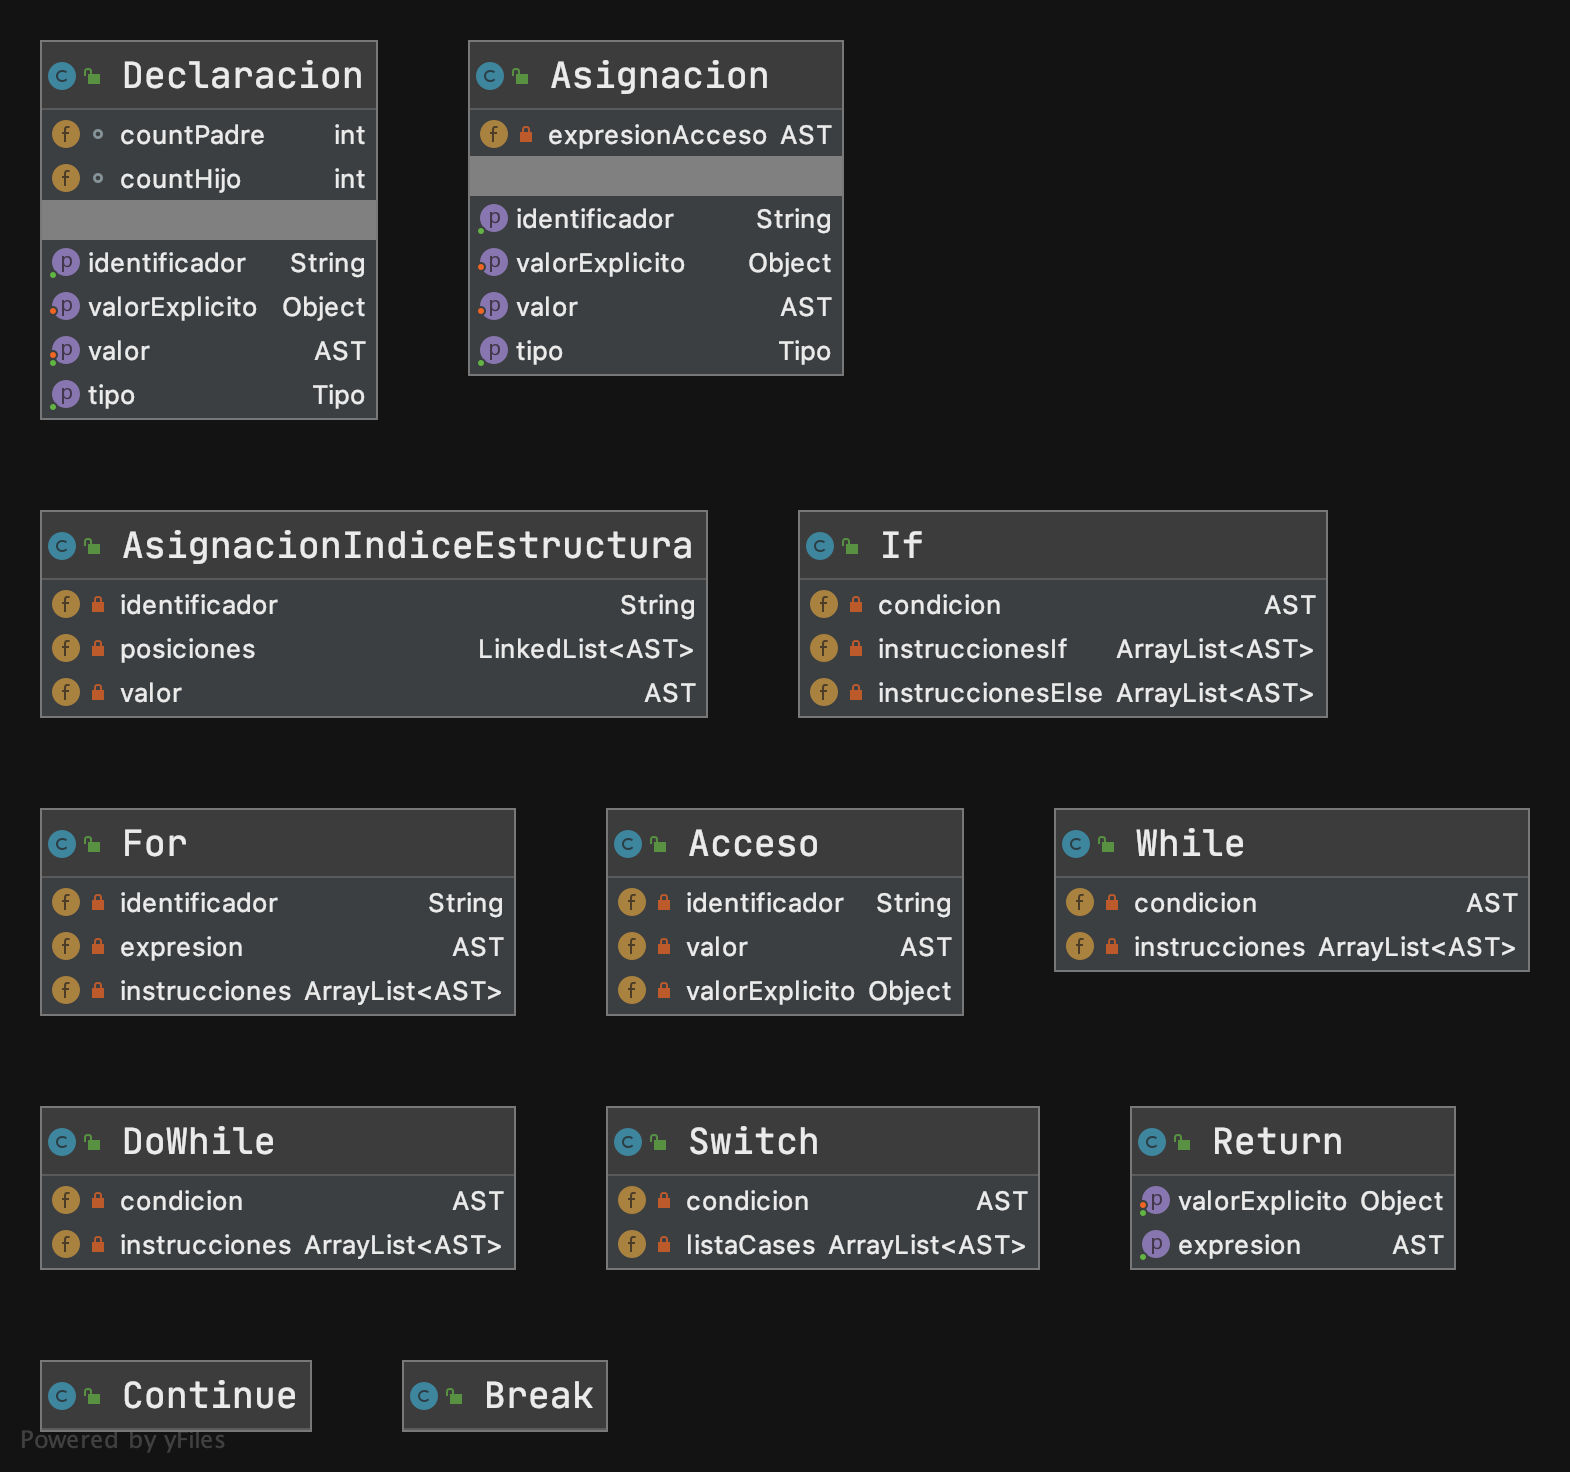 Declaracion
countPadre int
countHijo int
identificador String
valorExplicito Object
valor AST
tipo Tipo
Asignacion
expresionAcceso AST
identificador String
valorExplicito Object
valor AST
tipo Tipo
AsignacionIndiceEstructura
identificador String
posiciones LinkedList<AST>
valor AST
If
condicion AST
instruccionesIf ArrayList<AST>
instruccionesElse ArrayList<AST>
For
identificador String
expresion AST
instrucciones ArrayList<AST>
Acceso
identificador String
valor AST
valorExplicito Object
While
condicion AST
instrucciones ArrayList<AST>
DoWhile
condicion AST
instrucciones ArrayList<AST>
Switch
condicion AST
listaCases ArrayList<AST>
Return
valorExplicito Object
expresion AST
Continue
Break
Powered by yFiles